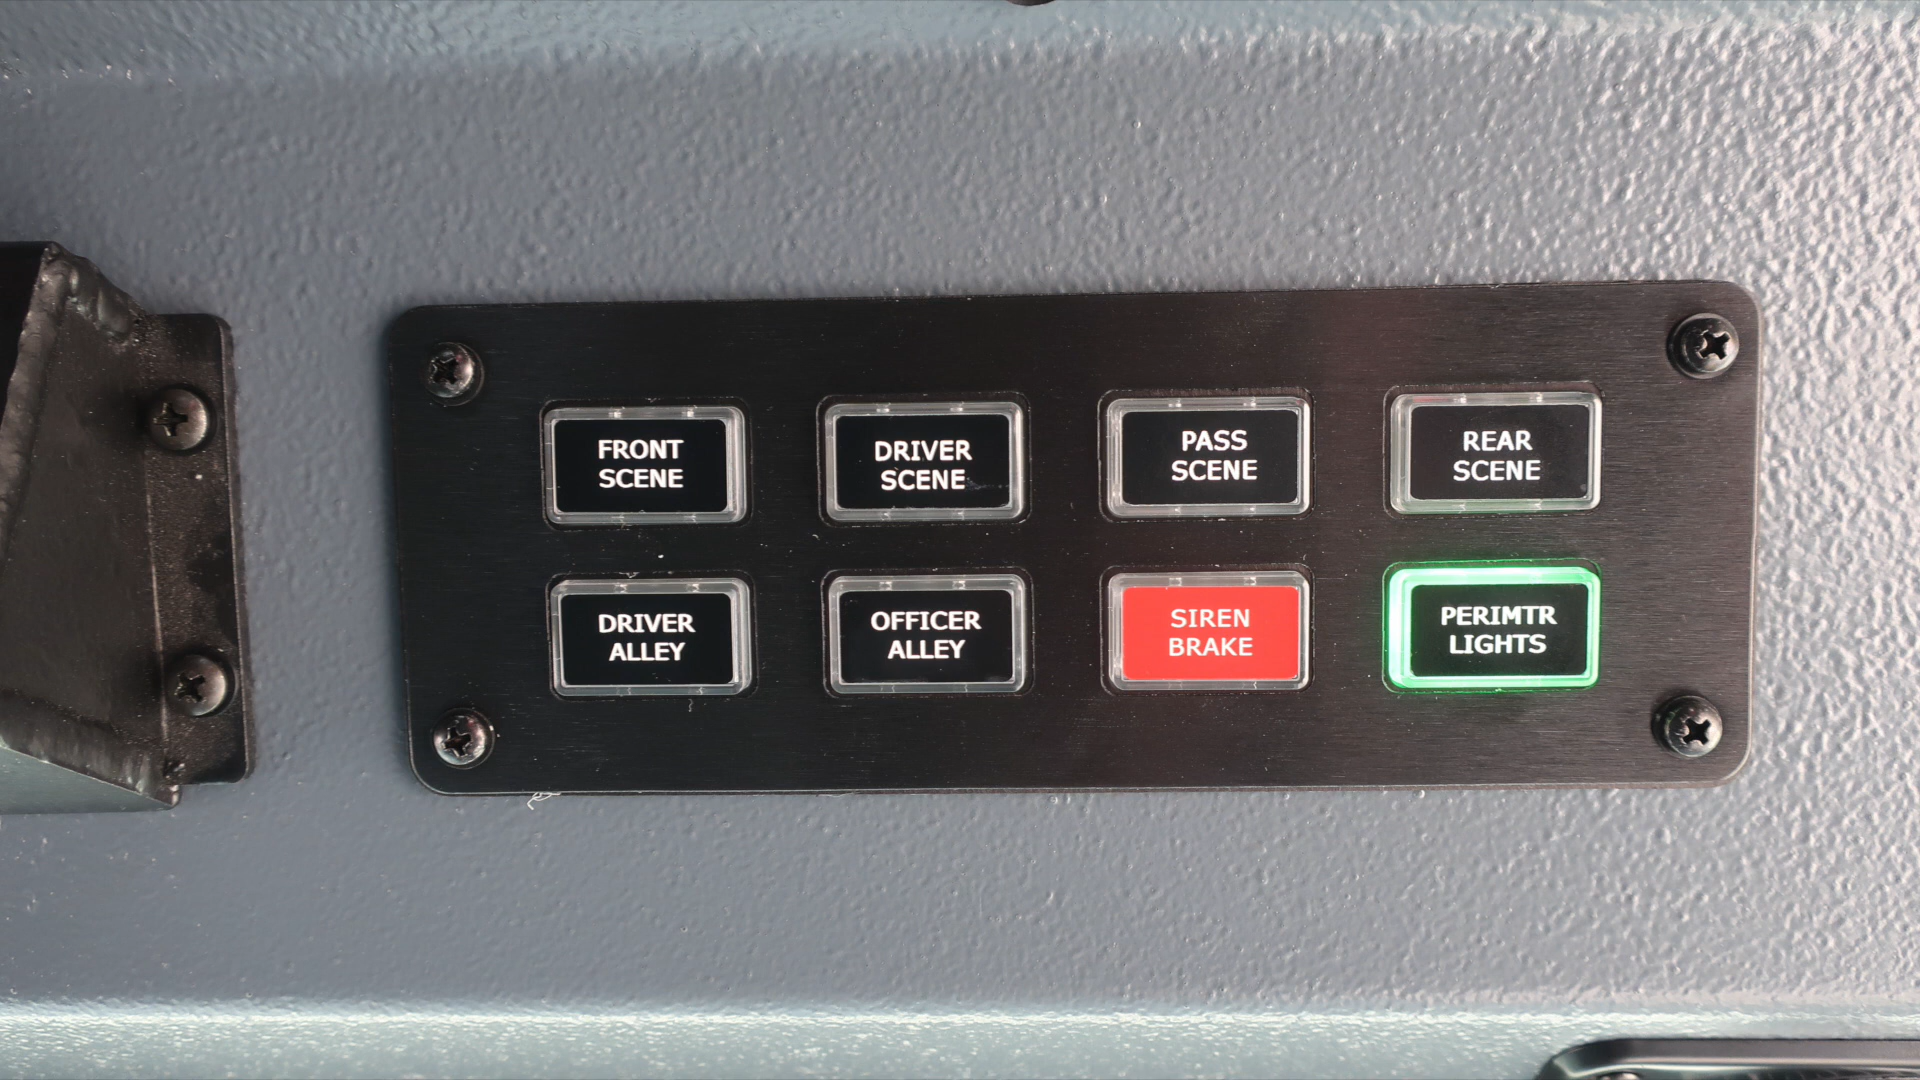 FRONT
SCENE
DRIVER
SCENE
PASS
SCENE
REAR
SCENE
DRIVER
ALLEY
OFFICER
ALLEY
SIREN
BRAKE
PERIMTR
LIGHTS